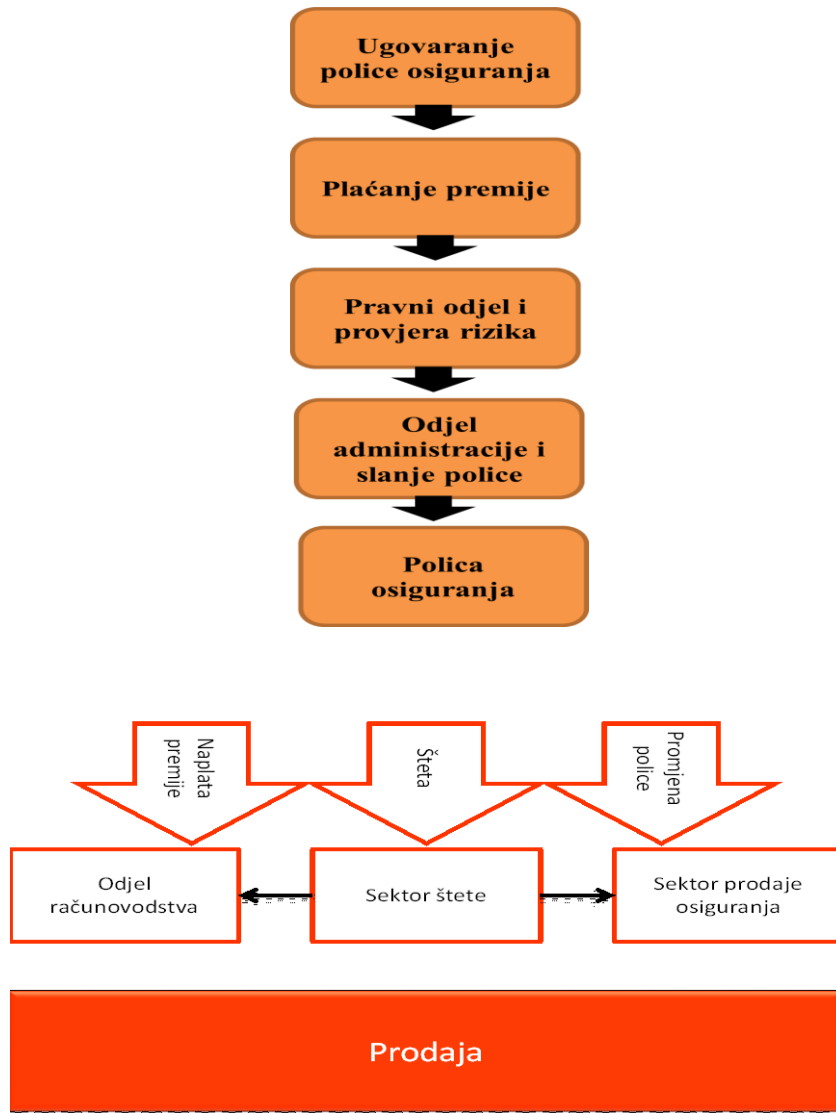 Ugovaranje
police osiguranja
Plaćanje premije
Pravni odjel i
provjera rizika
Odjel
administracije i
slanje police
Polica
osiguranja
Naplata
premije
Šteta
Promjena
police
Odjel
računovodstva
Sektor štete
Sektor prodaje
osiguranja
Prodaja